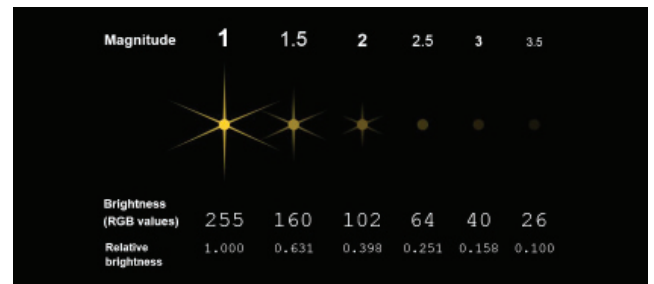 Magnitude 1 1.5 2 2.5 3 3.5
Brightness
(RGB values) 255 160 102 64 40 26
Relative 1.000 0.631 0.398 0.251 0.158 0.100
brightness